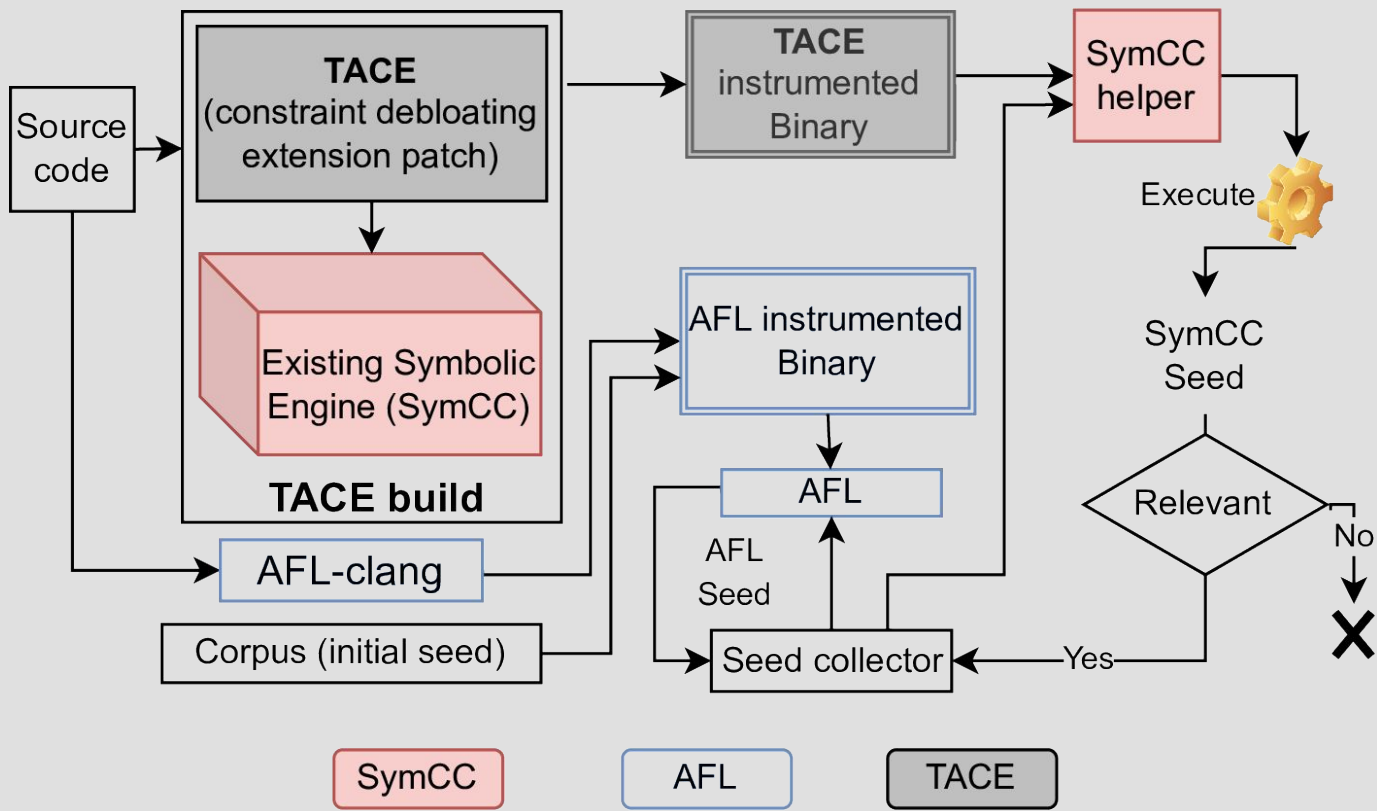 Source
code
TACE
(constraint debloating
extension patch)
Existing Symbolic
Engine (SymCC)
TACE build
AFL-clang
Corpus (initial seed)
TACE
instrumented
Binary
AFL instrumented
Binary
AFL
AFL
Seed
Seed collector
SymCC
helper
Execute
SymCC
Seed
Relevant
No
Yes
SymCC
AFL
TACE